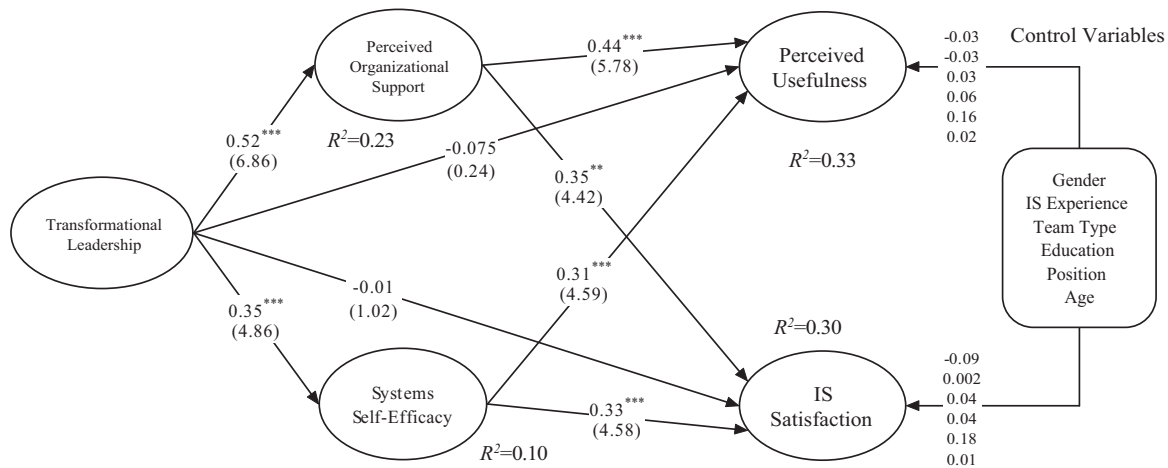 Perceived
Organizational
Support
R²=0.23
0.44***
(5.78)
Perceived
Usefulness
R²=0.33
-0.03
-0.03
0.03
0.06
0.16
0.02
Control Variables
0.52***
(6.86)
-0.075
(0.24)
0.35**
(4.42)
Transformational
Leadership
Gender
IS Experience
Team Type
Education
Position
Age
0.35***
(4.86)
-0.01
(1.02)
0.31***
(4.59)
R²=0.30
Systems
Self-Efficacy
R²=0.10
0.33***
(4.58)
IS
Satisfaction
-0.09
0.002
0.04
0.04
0.18
0.01